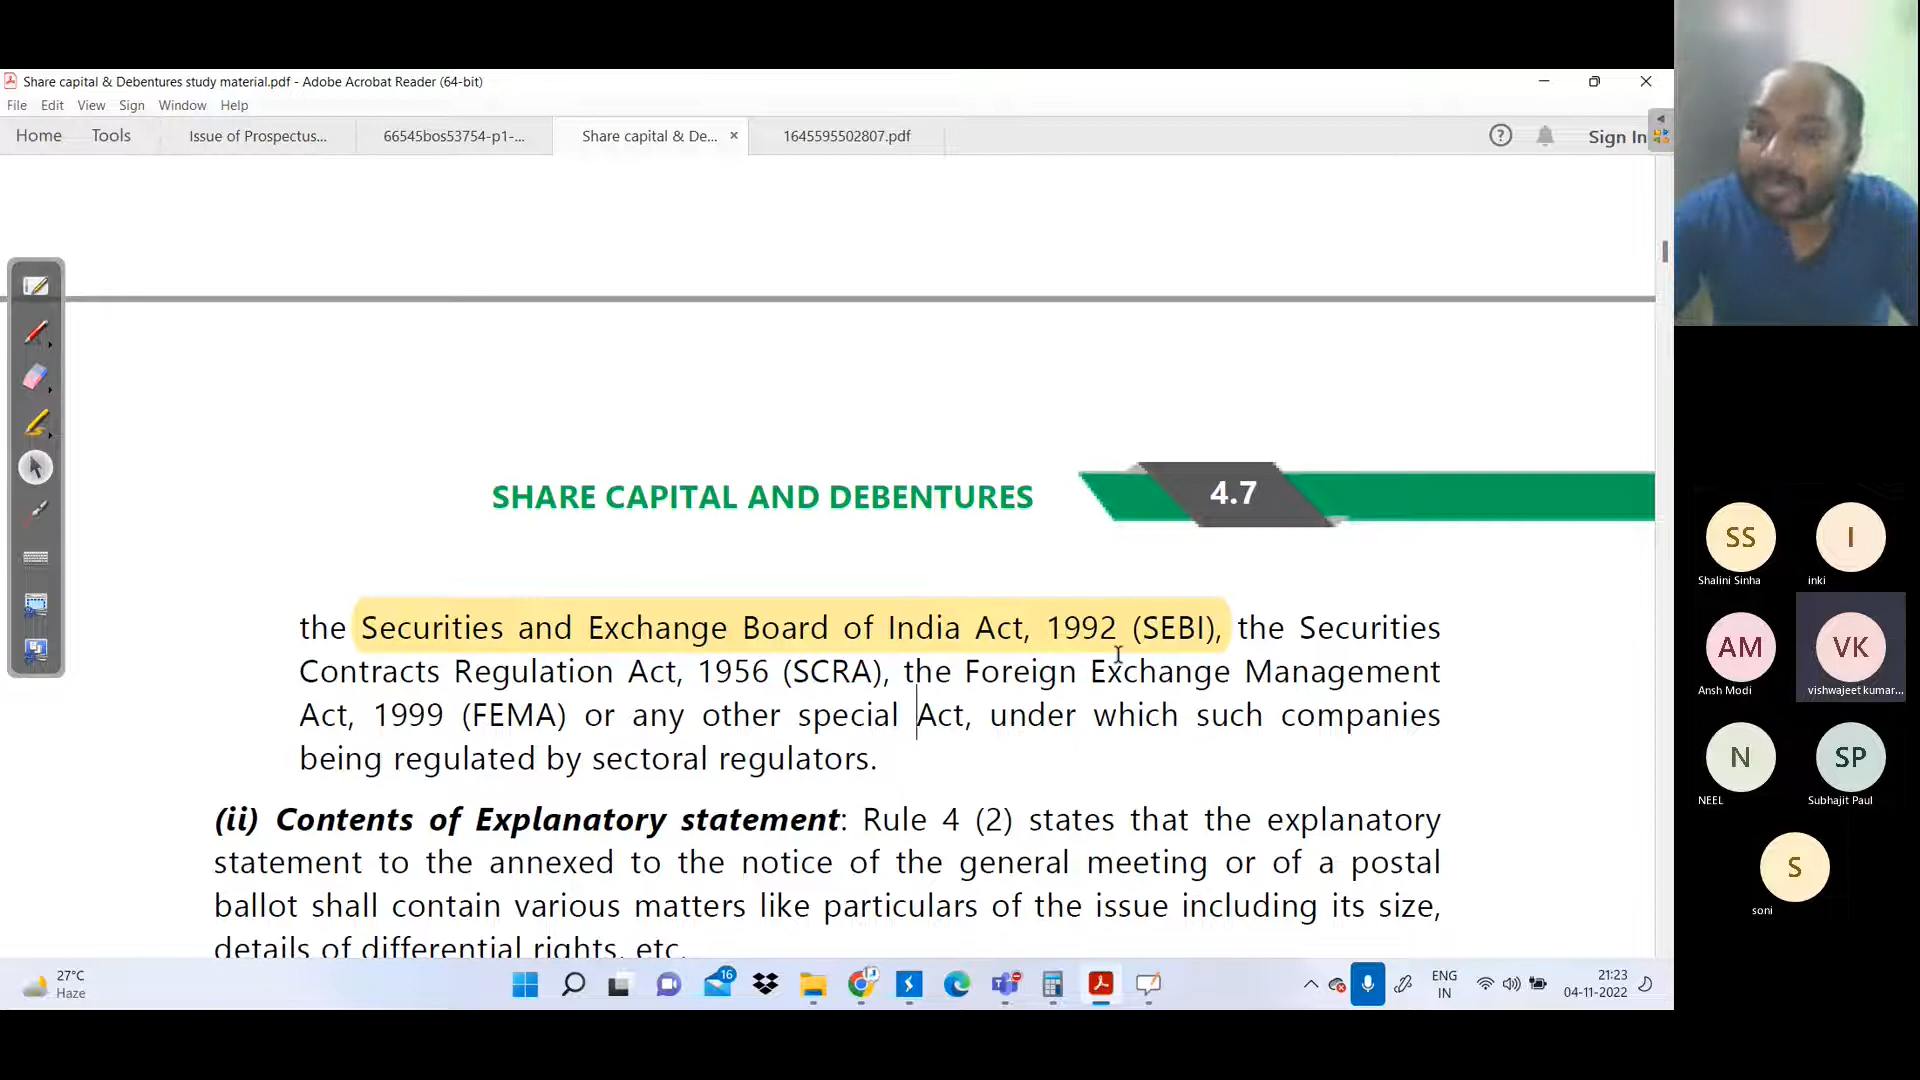 Share capital & Debentures study material.pdf - Adobe Acrobat Reader (64-bit)
File Edit View Sign Window Help
Home Tools Issue of Prospectus... 66545bos53754-p1-... Share capital & De... × 1645595502807.pdf Sign In
SHARE CAPITAL AND DEBENTURES 4.7
the Securities and Exchange Board of India Act, 1992 (SEBI), the Securities
Contracts Regulation Act, 1956 (SCRA), the Foreign Exchange Management
Act, 1999 (FEMA) or any other special Act, under which such companies
being regulated by sectoral regulators.
(ii) Contents of Explanatory statement: Rule 4 (2) states that the explanatory
statement to the annexed to the notice of the general meeting or of a postal
ballot shall contain various matters like particulars of the issue including its size,
details of differential rights, etc.
SS I
Shalini Sinha inki
AM VK
Ansh Modi vishwajeet kumar...
N SP
NEEL Subhajit Paul
S
soni
27°C
Haze
16
ENG
IN
21:23
04-11-2022